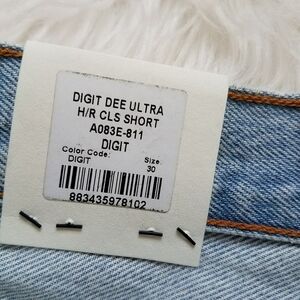 DIGIT DEE ULTRA
H/R CLS SHORT
A083E-811
DIGIT
Color Code: Size
DIGIT 30
883435978102